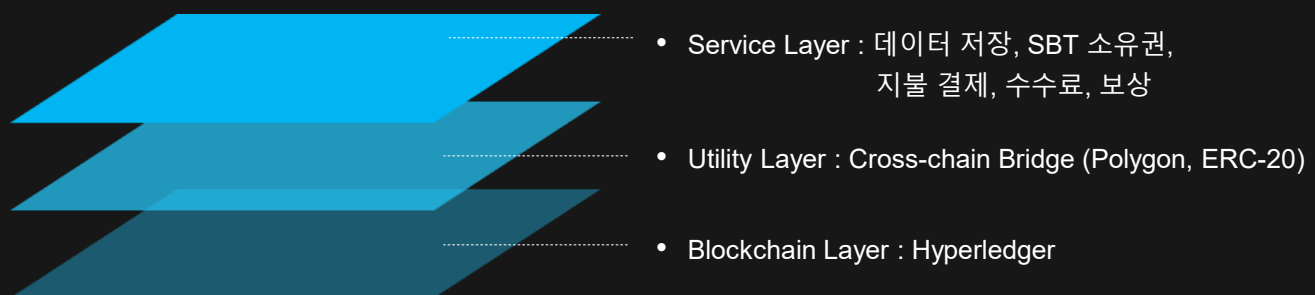 • Service Layer : 데이터 저장, SBT 소유권,
지불 결제, 수수료, 보상
• Utility Layer : Cross-chain Bridge (Polygon, ERC-20)
• Blockchain Layer : Hyperledger